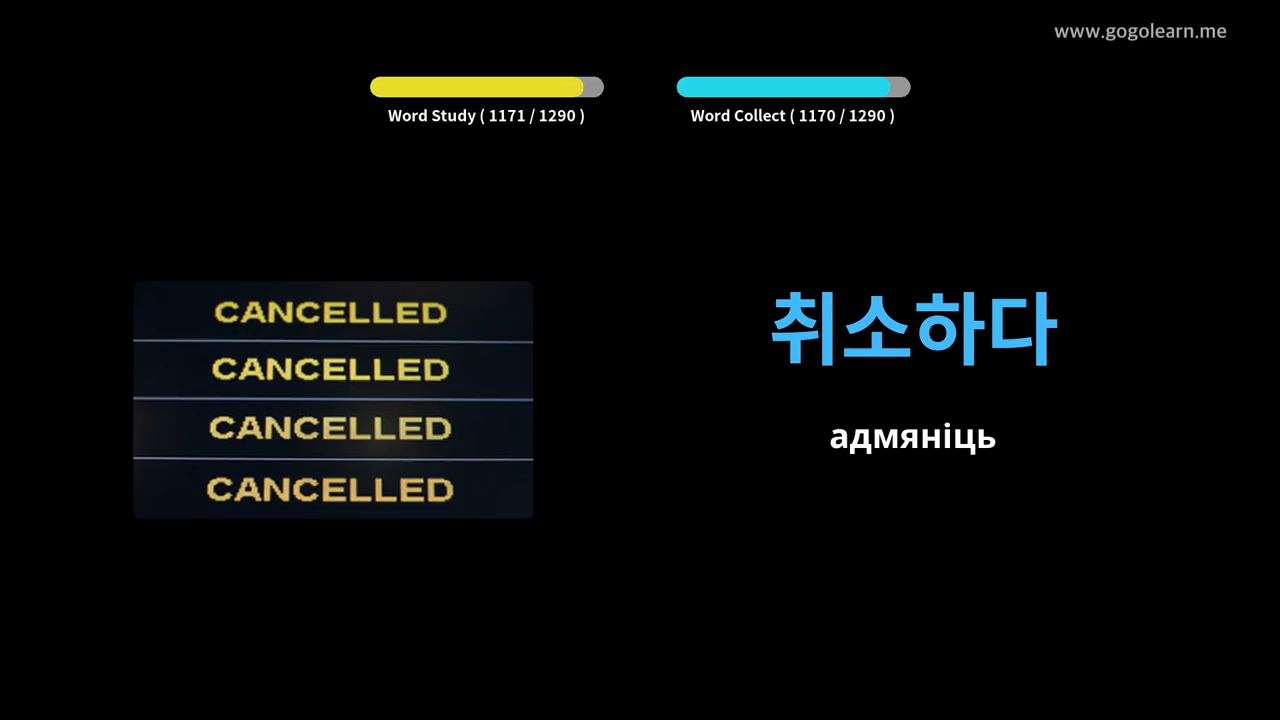 www.gogolearn.me
Word Study ( 1171 / 1290 )
Word Collect ( 1170 / 1290 )
CANCELLED
CANCELLED
CANCELLED
CANCELLED
취소하다
адмяніць